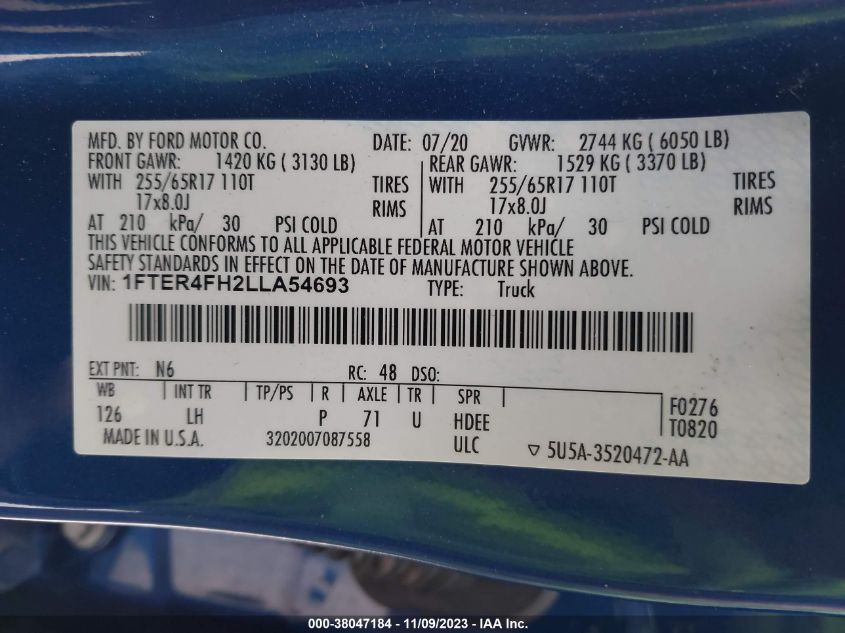 MFD. BY FORD MOTOR CO. DATE: 07/20 GVWR: 2744 KG ( 6050 LB)
FRONT GAWR: 1420 KG ( 3130 LB) REAR GAWR: 1529 KG ( 3370 LB)
WITH 255/65R17 110T TIRES WITH 255/65R17 110T TIRES
17x8.0J RIMS 17x8.0J RIMS
AT 210 kPa/ 30 PSI COLD AT 210 kPa/ 30 PSI COLD
THIS VEHICLE CONFORMS TO ALL APPLICABLE FEDERAL MOTOR VEHICLE
SAFETY STANDARDS IN EFFECT ON THE DATE OF MANUFACTURE SHOWN ABOVE.
VIN: 1FTER4FH2LLA54693 TYPE: Truck
EXT PNT: N6 RC: 48 DSO:
WB INT TR TP/PS R AXLE TR SPR
126 LH P 71 U HDEE F0276
ULC T0820
MADE IN U.S.A. 3202007087558 ▽ 5U5A-3520472-AA
000-38047184 - 11/09/2023 - IAA Inc.